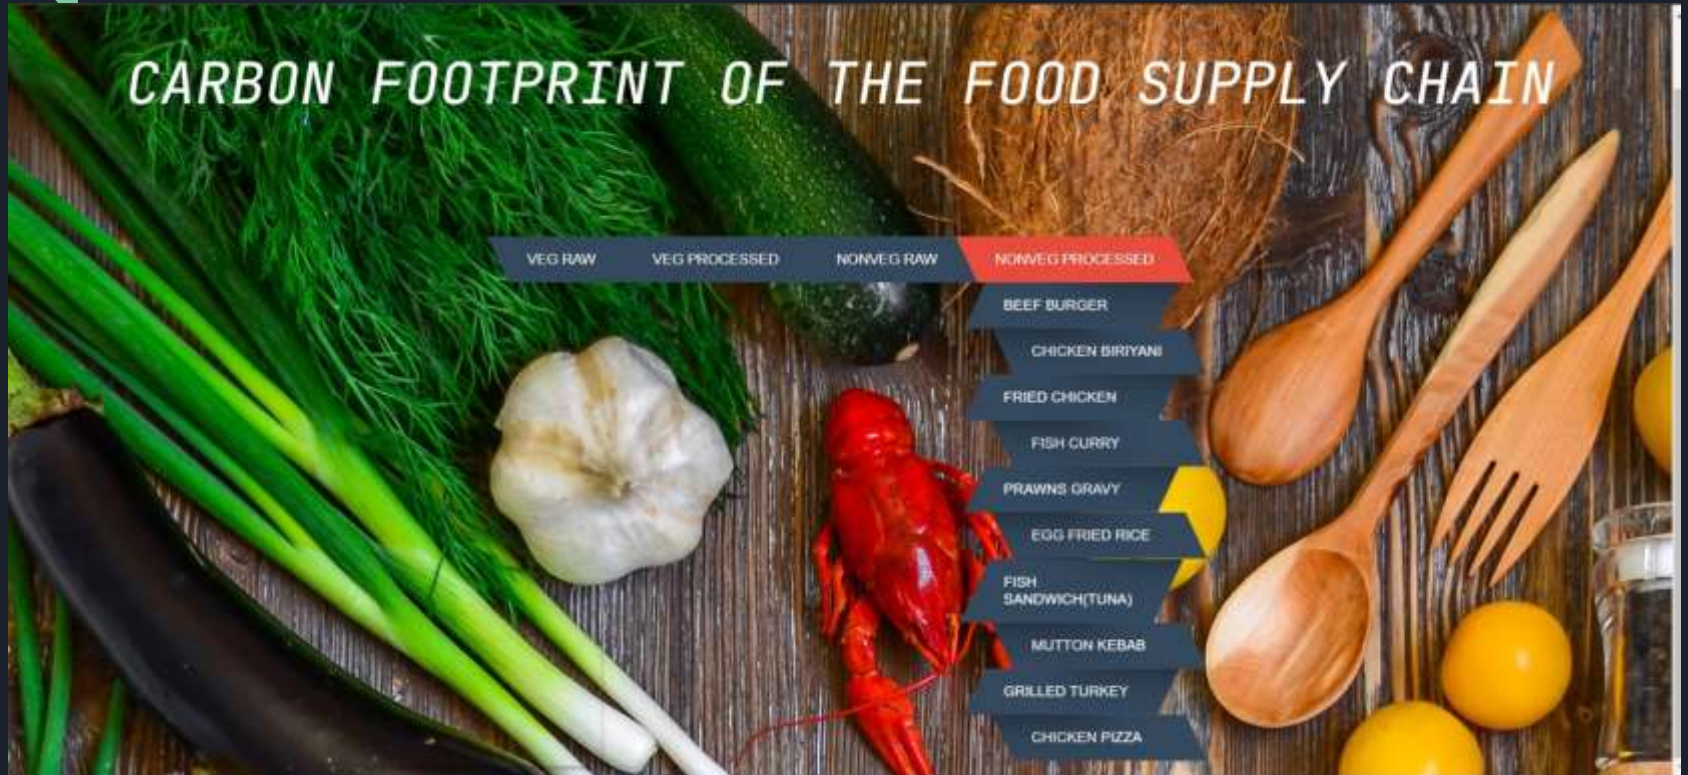 CARBON FOOTPRINT OF THE FOOD SUPPLY CHAIN
VEG RAW VEG PROCESSED NONVEG RAW NONVEG PROCESSED
BEEF BURGER
CHICKEN BIRIYANI
FRIED CHICKEN
FISH CURRY
PRAWNS GRAVY
EGG FRIED RICE
FISH
SANDWICH(TUNA)
MUTTON KEBAB
GRILLED TURKEY
CHICKEN PIZZA